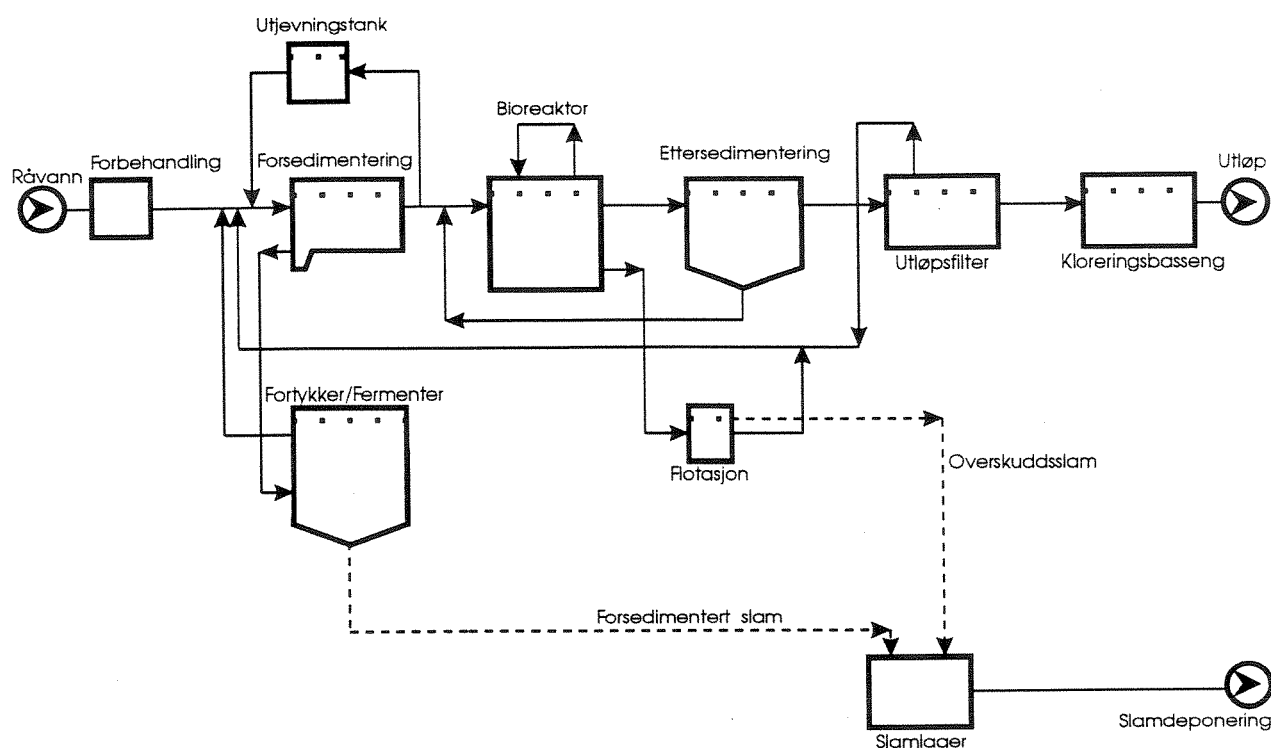 Utjevningstank
Bioreaktor
Råvann
Forbehandling
Forsedimentering
Ettersedimentering
Utløp
Utløpsfilter
Kloreringsbasseng
Fortykker/Fermenter
Flotasjon
Overskuddsslam
Forsedimentert slam
Slamlager
Slamdeponering